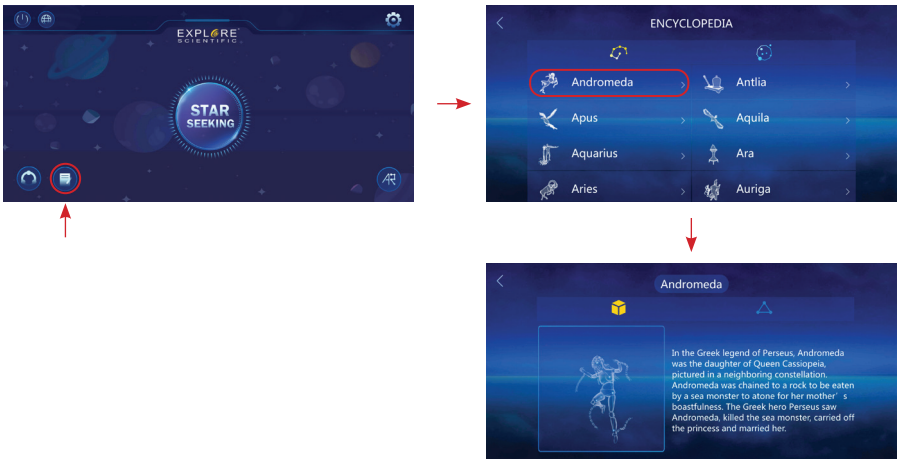 EXPLORE
SCIENTIFIC
STAR
SEEKING
AR
ENCYCLOPEDIA
Andromeda
Antlia
Apus
Aquila
Aquarius
Ara
Aries
Auriga
Andromeda
In the Greek legend of Perseus, Andromeda
was the daughter of Queen Cassiopeia,
pictured in a neighboring constellation.
Andromeda was chained to a rock to be eaten
by a sea monster to atone for her mother’s
boastfulness. The Greek hero Perseus saw
Andromeda, killed the sea monster, carried off
the princess and married her.